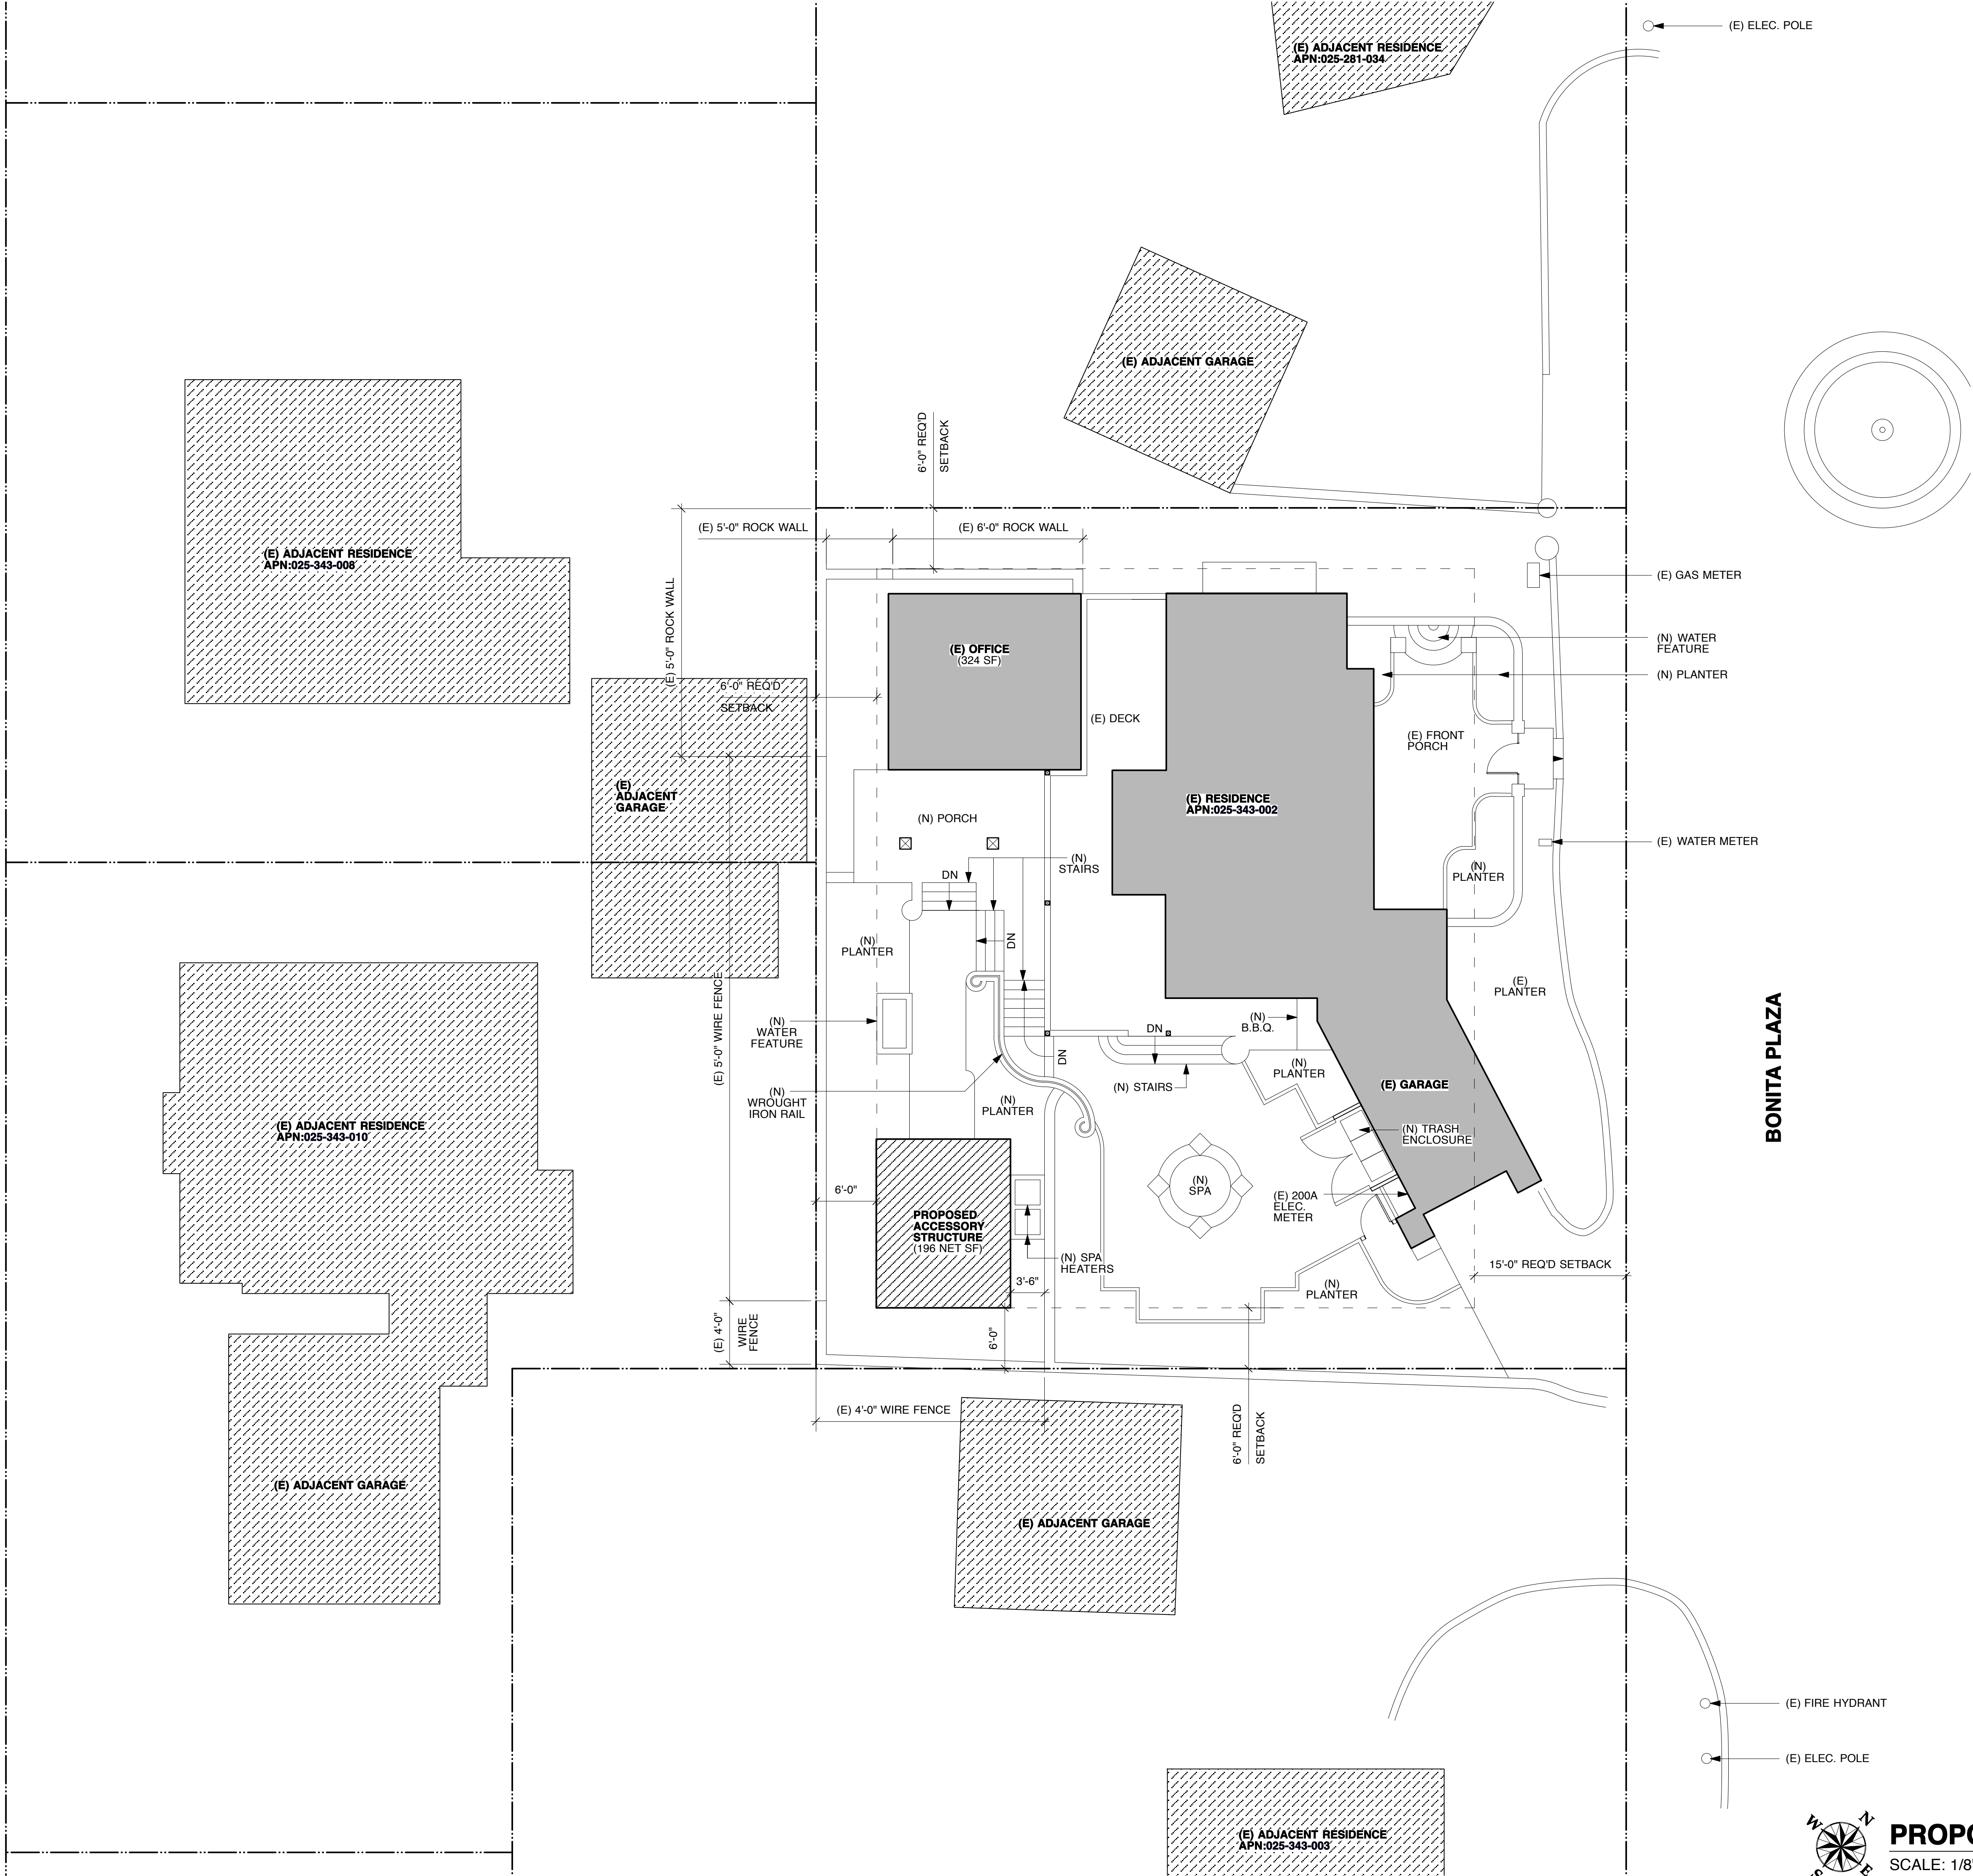 (E) ELEC. POLE
(E) ADJACENT RESIDENCE
APN:025-281-034
(E) ADJACENT GARAGE
6'-0" REQ'D
SETBACK
(E) 5'-0" ROCK WALL
(E) 6'-0" ROCK WALL
(E) ADJACENT RESIDENCE
APN:025-343-008
(E) 5'-0" ROCK WALL
(E) GAS METER
(N) WATER
FEATURE
(N) PLANTER
(E) OFFICE
(324 SF)
6'-0" REQ'D
SETBACK
(E) DECK
(E) FRONT
PORCH
(E)
ADJACENT
GARAGE
(E) RESIDENCE
APN:025-343-002
(N) PORCH
(E) WATER METER
(N)
STAIRS
DN
(N)
PLANTER
DN
(N)
PLANTER
(E)
PLANTER
(E) 5'-0" WIRE FENCE
(N)
WATER
FEATURE
(N)
B.B.Q.
DN
DN
BONITA PLAZA
(N)
PLANTER
(N) STAIRS
(E) GARAGE
(N)
WROUGHT
IRON RAIL
(N)
PLANTER
(E) ADJACENT RESIDENCE
APN:025-343-010
(N) TRASH
ENCLOSURE
(N)
SPA
6'-0"
(E) 200A
ELEC.
METER
PROPOSED
ACCESSORY
STRUCTURE
(196 NET SF)
(N) SPA
HEATERS
15'-0" REQ'D SETBACK
3'-6"
(N)
PLANTER
(E) 4'-0"
WIRE
FENCE
6'-0"
(E) 4'-0" WIRE FENCE
6'-0" REQ'D
SETBACK
(E) ADJACENT GARAGE
(E) ADJACENT GARAGE
(E) FIRE HYDRANT
(E) ELEC. POLE
(E) ADJACENT RESIDENCE
APN:025-343-003
W
N
S
E
PROPO
SCALE: 1/8"